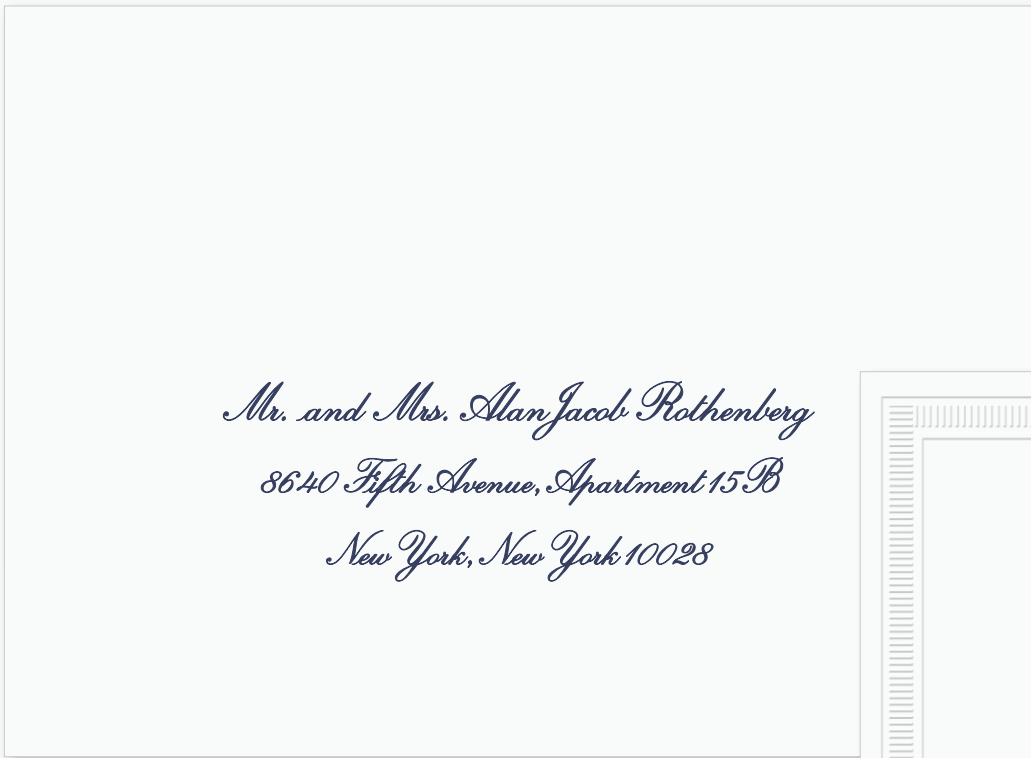 Mr. and Mrs. Alan Jacob Rothenberg
8640 Fifth Avenue, Apartment 15B
New York, New York 10028